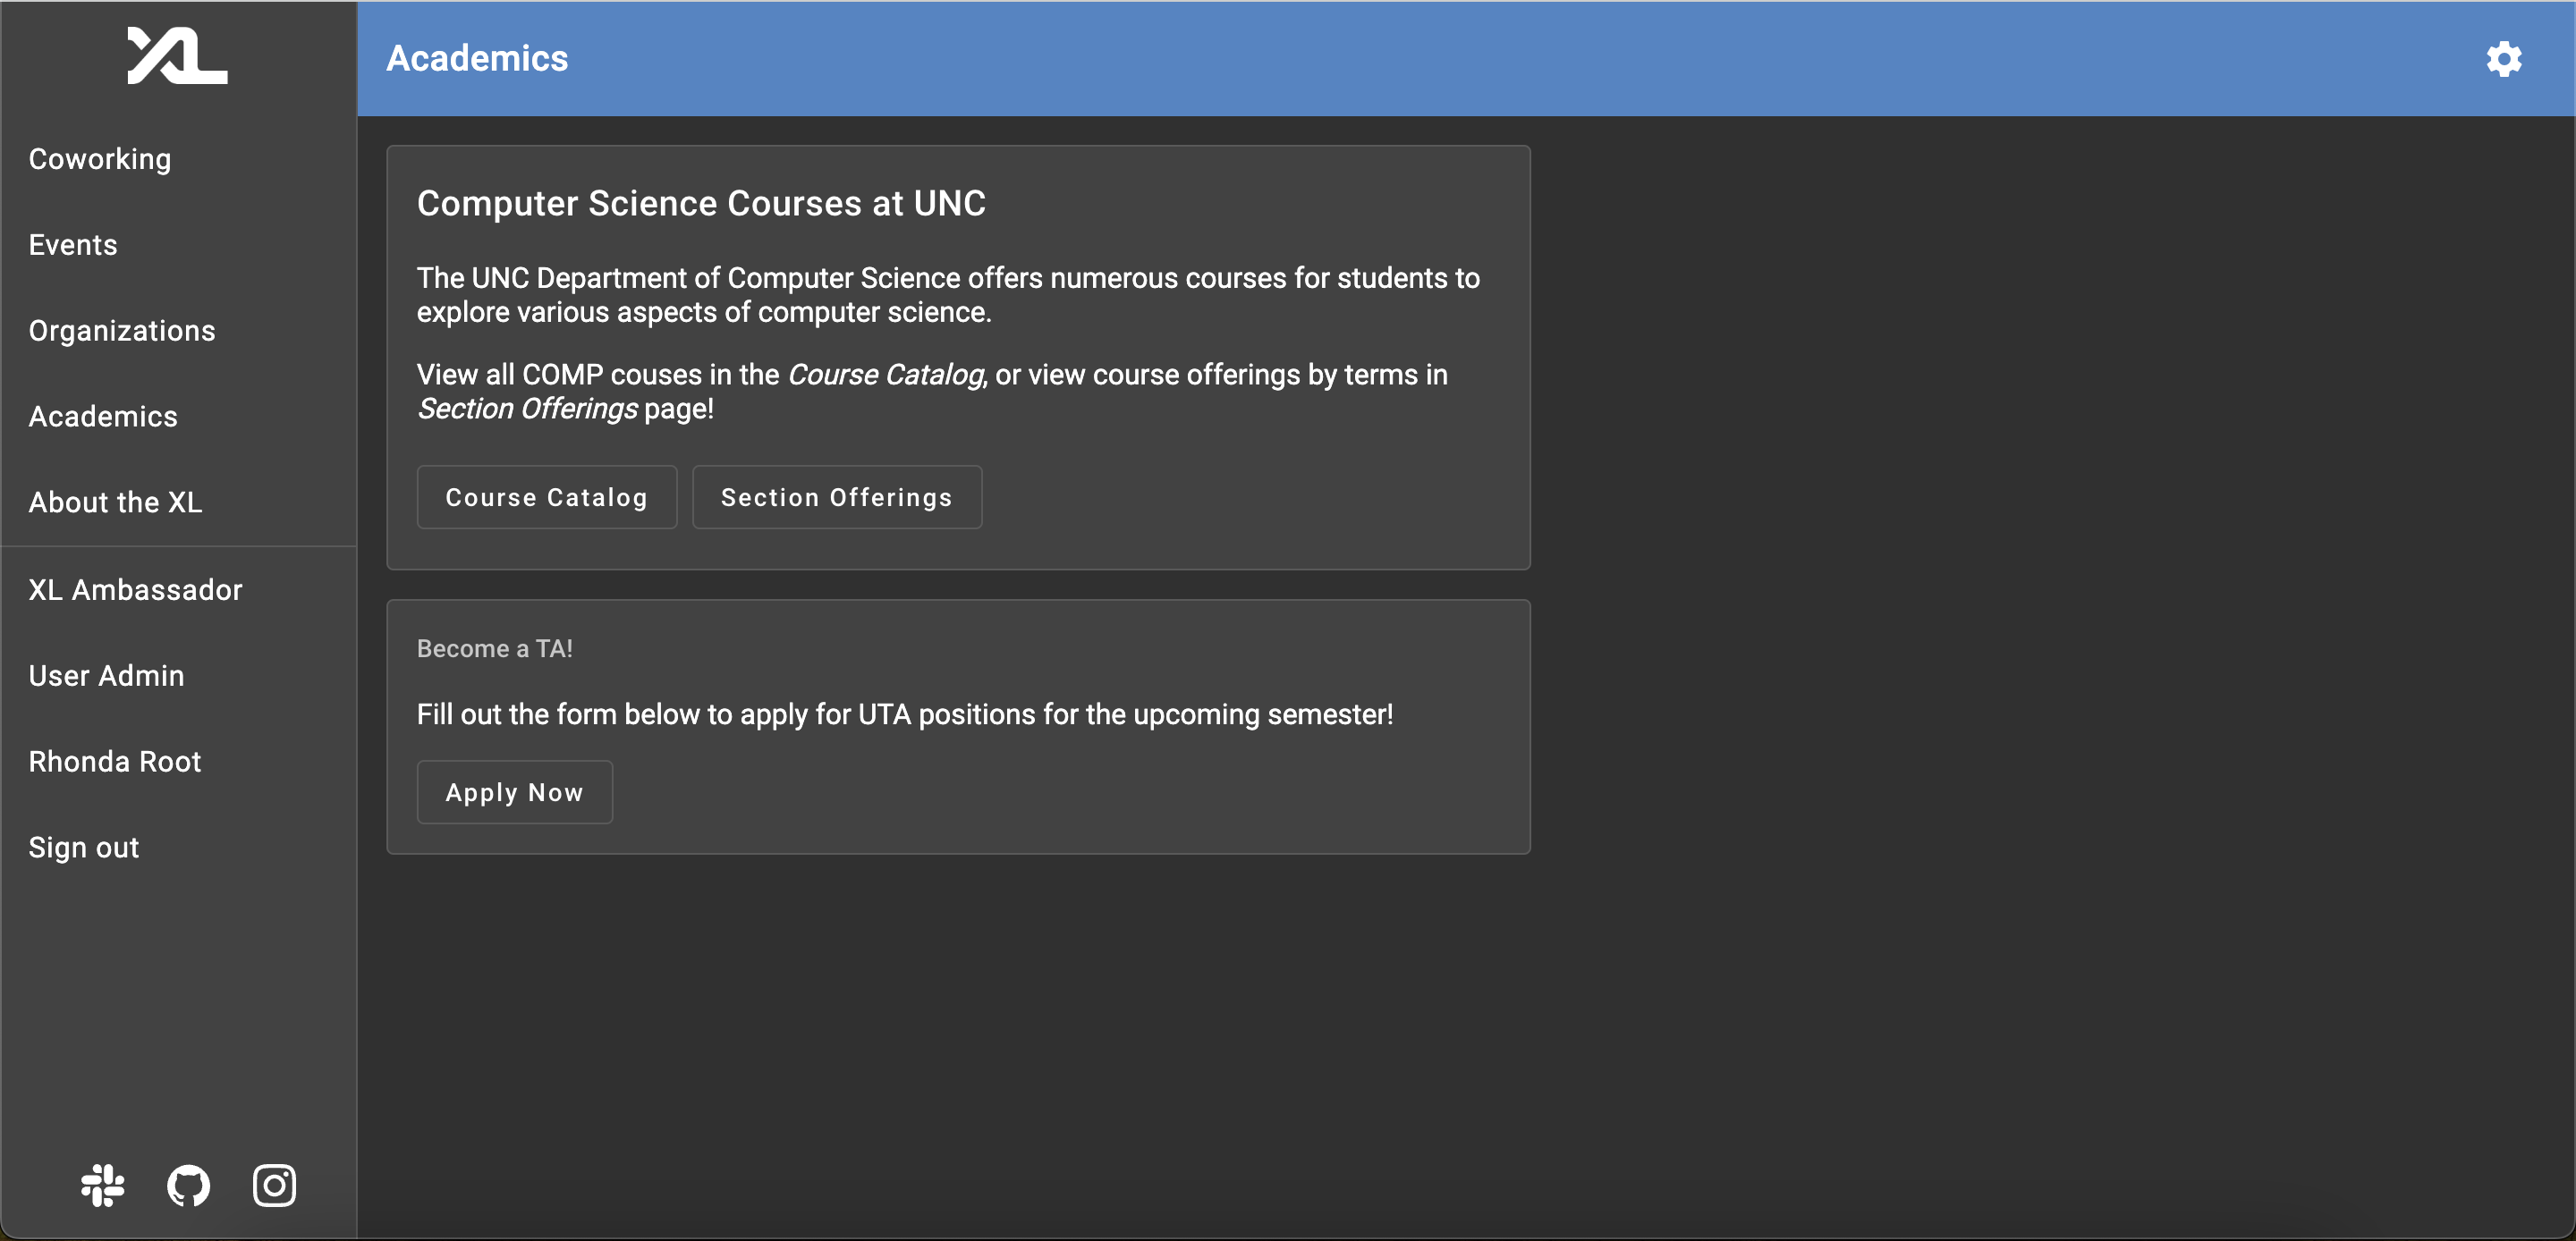 XL
Academics
Coworking
Events
Organizations
Academics
About the XL
XL Ambassador
User Admin
Rhonda Root
Sign out
Computer Science Courses at UNC
The UNC Department of Computer Science offers numerous courses for students to
explore various aspects of computer science.
View all COMP couses in the Course Catalog, or view course offerings by terms in
Section Offerings page!
Course Catalog
Section Offerings
Become a TA!
Fill out the form below to apply for UTA positions for the upcoming semester!
Apply Now